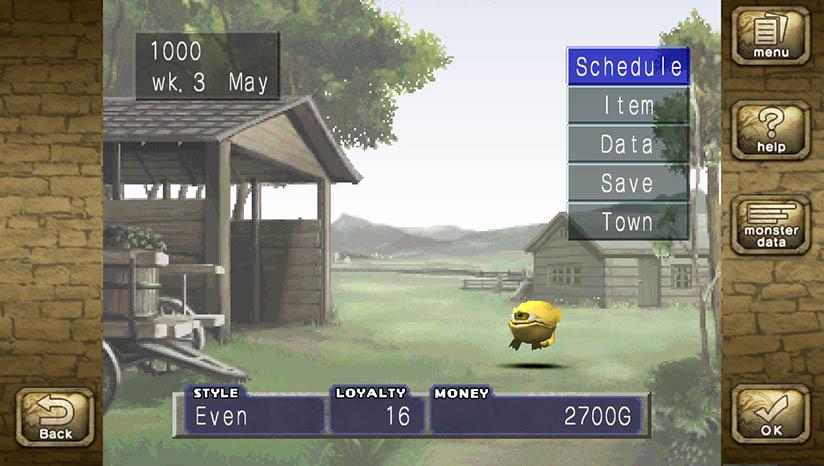 1000
wk. 3 May
Schedule
Item
Data
Save
Town
menu
help
monster
data
STYLE
Even
LOYALTY
16
MONEY
2700G
Back
OK